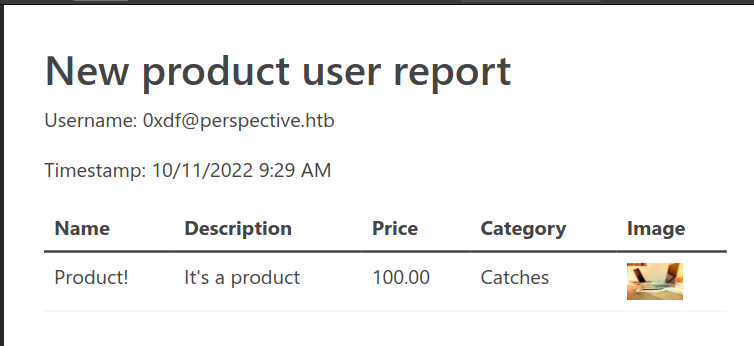 New product user report
Username: 0xdf@perspective.htb
Timestamp: 10/11/2022 9:29 AM
Name Description Price Category Image
Product! It's a product 100.00 Catches